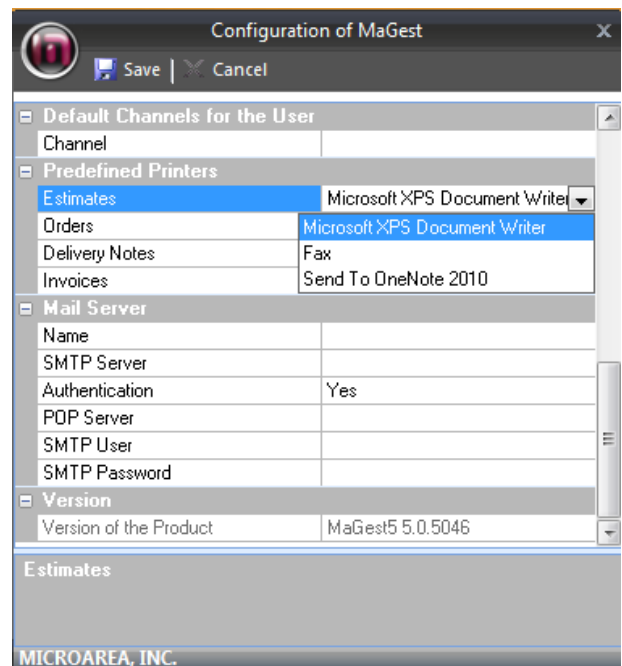 Configuration of MaGest x
Save | Cancel
Default Channels for the User
Channel
Predefined Printers
Estimates Microsoft XPS Document Writer
Orders Microsoft XPS Document Writer
Delivery Notes Fax
Invoices Send To OneNote 2010
Mail Server
Name
SMTP Server
Authentication Yes
POP Server
SMTP User
SMTP Password
Version
Version of the Product MaGest5 5.0.5046
Estimates
MICROAREA, INC.